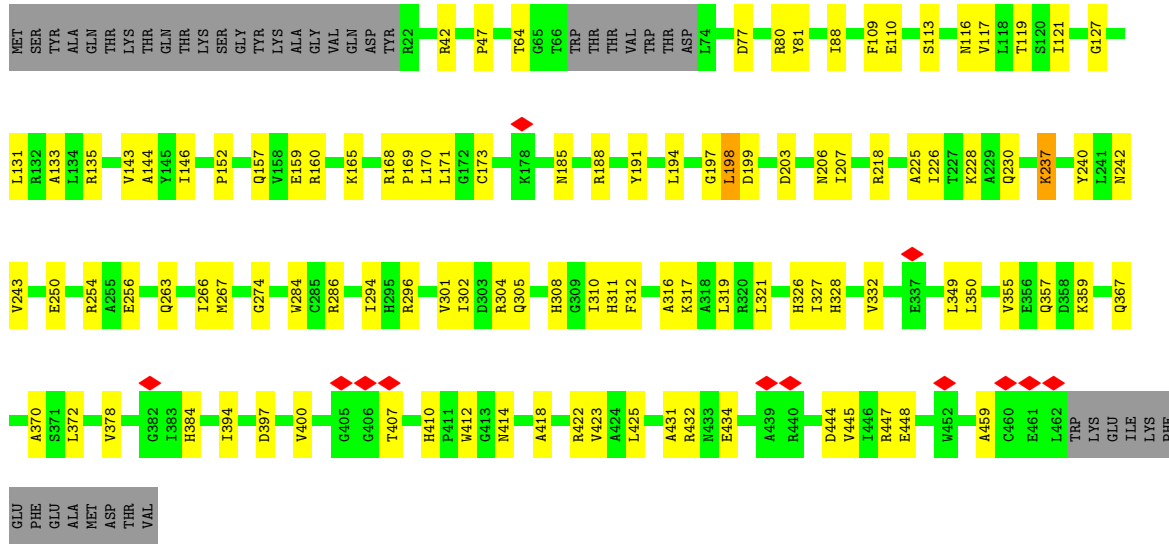 MET SER TYR ALA GLN THR LYS THR GLN THR LYS SER GLY TYR LYS ALA GLY VAL GLN ASP TYR R22 R42 P47 T64 G65 T66 TRP THR THR VAL TRP THR ASP L74 D77 R80 Y81 I88 F109 E110 S113 N116 V117 L118 T119 S120 I121 G127
L131 R132 A133 L134 R135 V143 A144 Y145 I146 P152 Q157 V158 E159 R160 K165 R168 P169 L170 L171 G172 C173 K178 N185 R188 Y191 L194 G197 L198 D199 D203 N206 I207 R218 A225 I226 T227 K228 A229 Q230 K237 Y240 L241 N242
V243 E250 R254 A255 E256 Q263 I266 M267 G274 W284 C285 R286 I294 H295 R296 V301 I302 D303 R304 Q305 H308 G309 I310 H311 F312 A316 K317 A318 L319 R320 L321 H326 I327 H328 V332 E337 L349 L350 V355 E356 Q357 D358 K359 Q367
A370 S371 L372 V378 G382 I383 H384 I394 D397 V400 G405 G406 T407 H410 P411 W412 G413 N414 A418 R422 V423 A424 L425 A431 R432 N433 E434 A439 R440 D444 V445 I446 R447 E448 W452 A459 C460 E461 L462 TRP LYS GLU ILE LYS PHE
GLU PHE GLU ALA MET ASP THR VAL